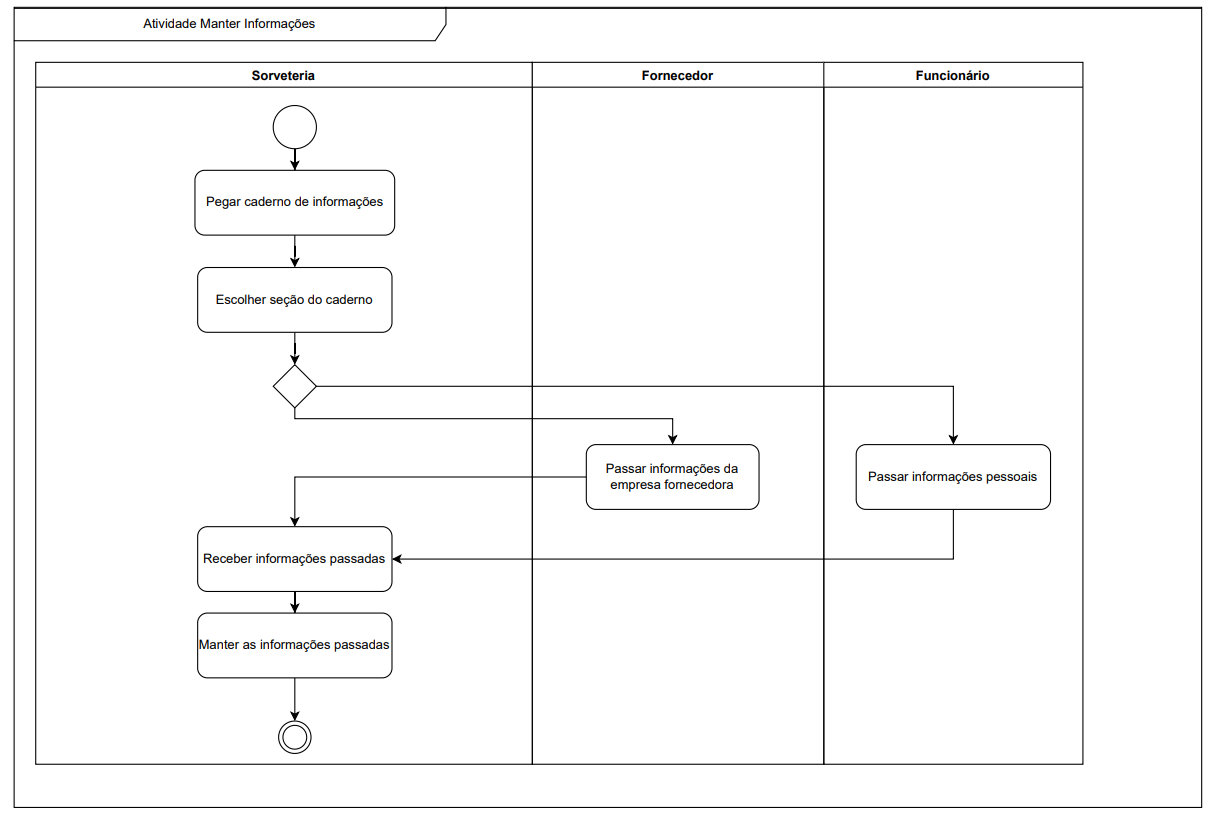 Atividade Manter Informações
Sorveteria
Fornecedor
Funcionário
Pegar caderno de informações
Escolher seção do caderno
Passar informações da
empresa fornecedora
Passar informações pessoais
Receber informações passadas
Manter as informações passadas